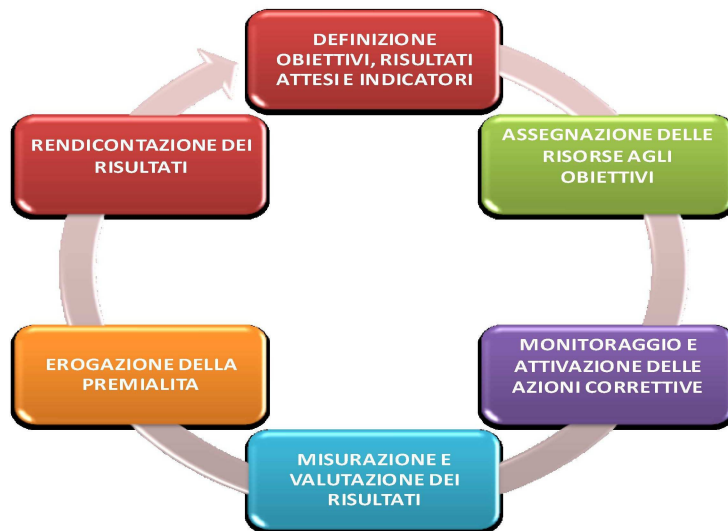 DEFINIZIONE
OBIETTIVI, RISULTATI
ATTESI E INDICATORI
ASSEGNAZIONE DELLE
RISORSE AGLI
OBIETTIVI
MONITORAGGIO E
ATTIVAZIONE DELLE
AZIONI CORRETTIVE
MISURAZIONE E
VALUTAZIONE DEI
RISULTATI
EROGAZIONE DELLA
PREMIALITA
RENDICONTAZIONE DEI
RISULTATI